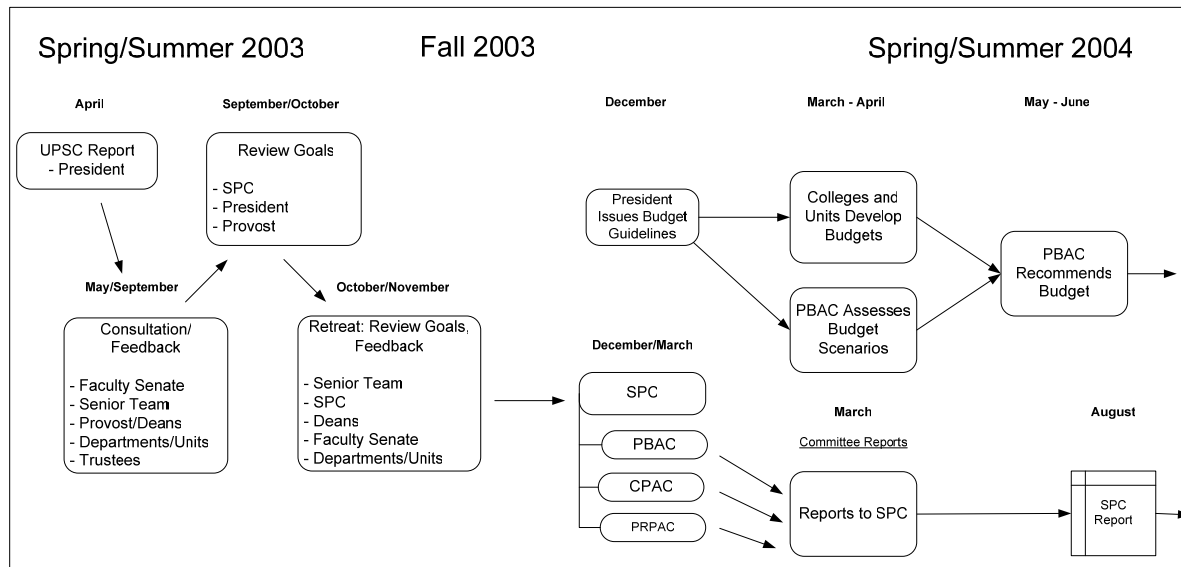 Spring/Summer 2003
Fall 2003
Spring/Summer 2004
April
UPSC Report
- President
September/October
Review Goals
- SPC
- President
- Provost
May/September
Consultation/
Feedback
- Faculty Senate
- Senior Team
- Provost/Deans
- Departments/Units
- Trustees
October/November
Retreat: Review Goals,
Feedback
- Senior Team
- SPC
- Deans
- Faculty Senate
- Departments/Units
December
President
Issues Budget
Guidelines
March - April
Colleges and
Units Develop
Budgets
PBAC Assesses
Budget
Scenarios
May - June
PBAC
Recommends
Budget
December/March
SPC
PBAC
CPAC
PRPAC
March
Committee Reports
Reports to SPC
August
SPC
Report